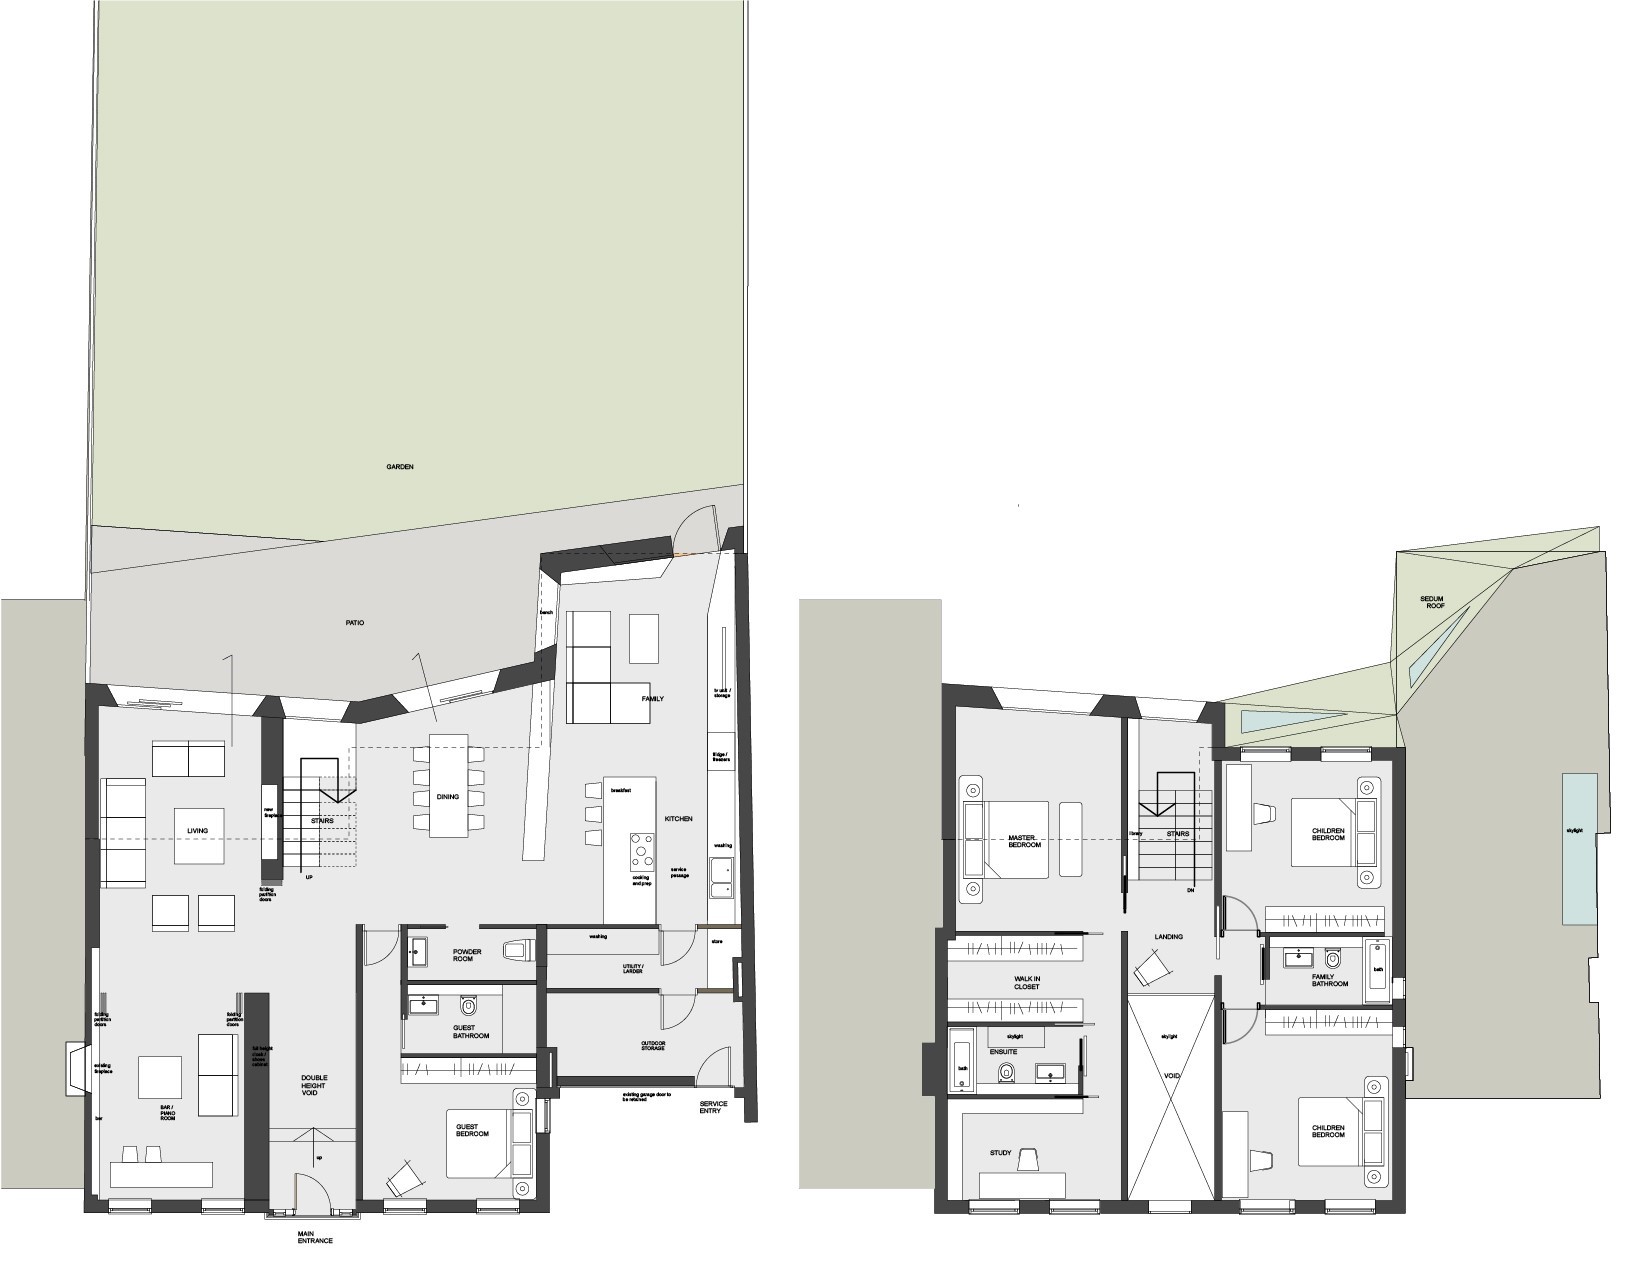 GARDEN
PATIO
bench
FAMILY
tv unit /
storage
fridge /
freezers
breakfast
KITCHEN
cooking
and prep
washing
service
passage
DINING
STAIRS
UP
new
fireplace
folding
partition
doors
LIVING
POWDER
ROOM
washing
UTILITY /
LARDER
store
GUEST
BATHROOM
OUTDOOR
STORAGE
existing garage door to
be retained
SERVICE
ENTRY
folding
partition
doors
folding
partition
doors
existing
fireplace
bar
BAR /
PIANO
ROOM
full height
DOUBLE
HEIGHT
VOID
up
GUEST
BEDROOM
MAIN
ENTRANCE
SEDUM
ROOF
skylight
MASTER
BEDROOM
library
STAIRS
DN
CHILDREN
BEDROOM
LANDING
WALK IN
CLOSET
FAMILY
BATHROOM
bath
skylight
ENSUITE
bath
skylight
VOID
STUDY
CHILDREN
BEDROOM